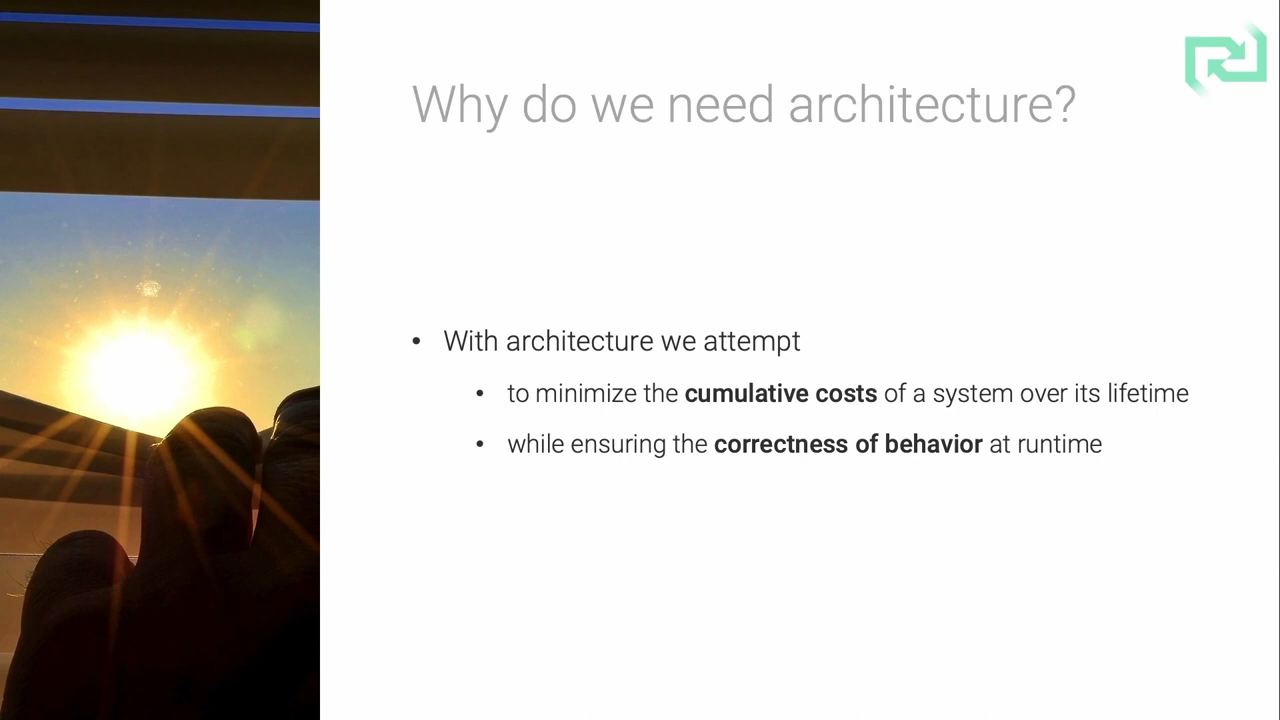 Why do we need architecture?
• With architecture we attempt
• to minimize the cumulative costs of a system over its lifetime
• while ensuring the correctness of behavior at runtime